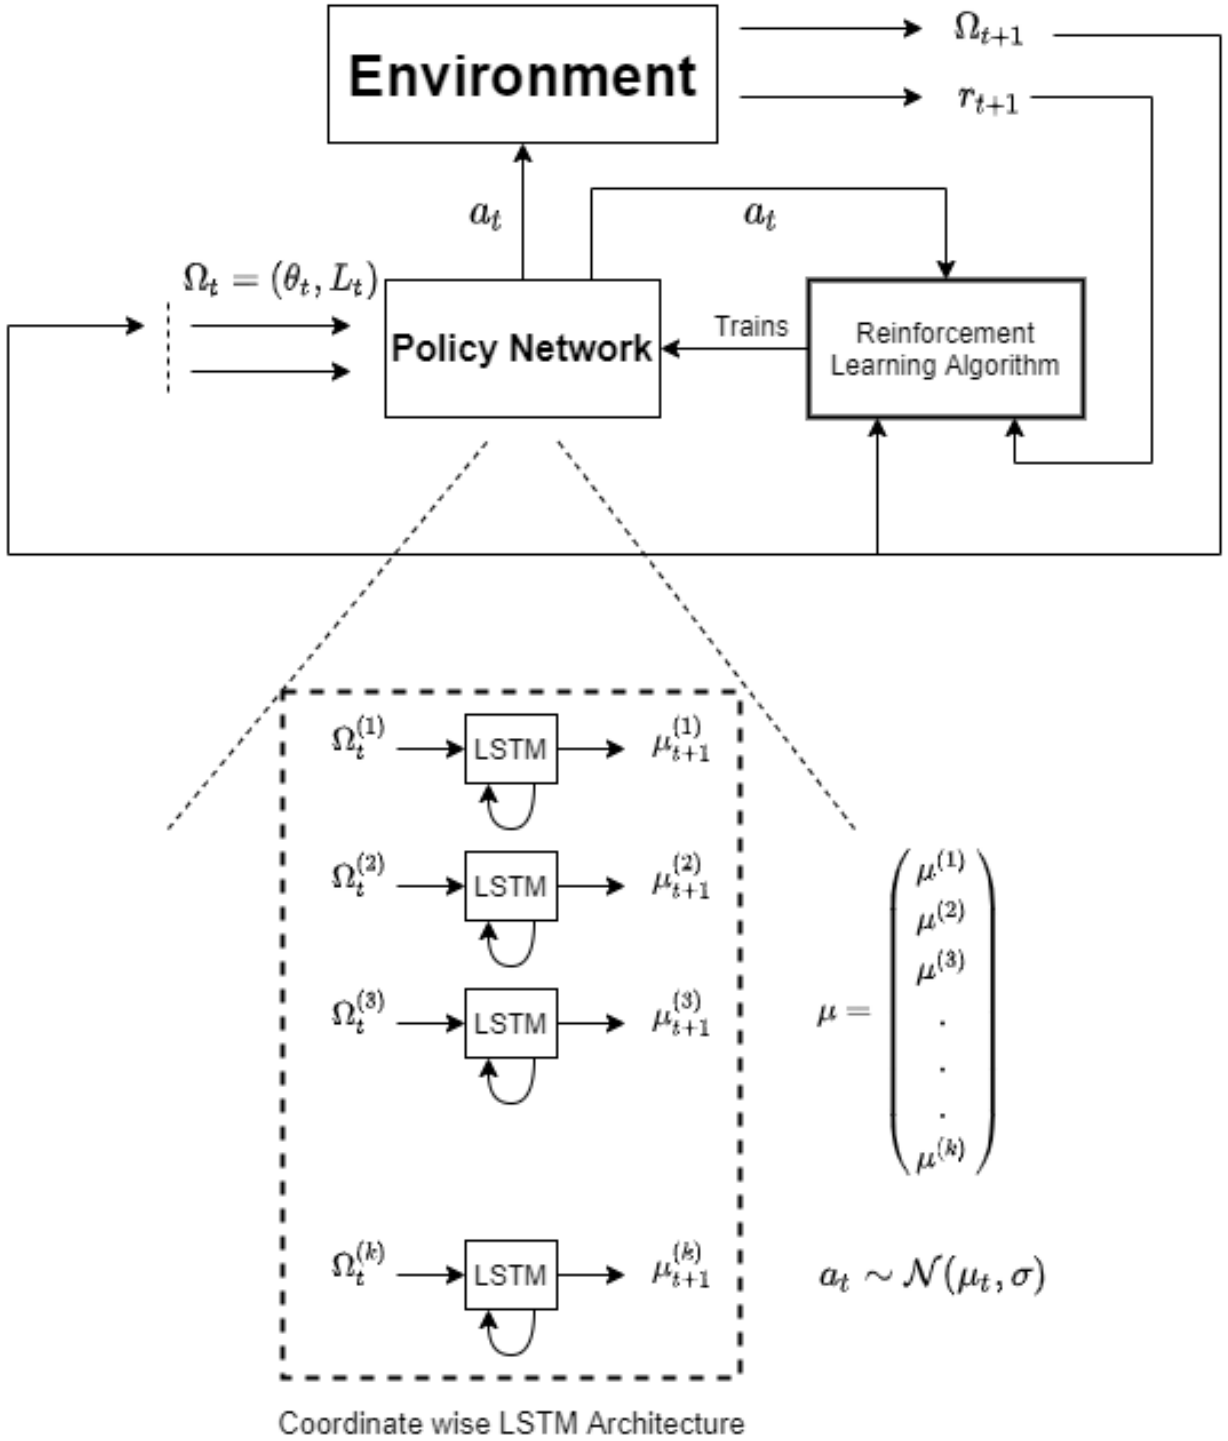 Environment
Ω_{t+1}
r_{t+1}
a_t
a_t
Ω_t = (θ_t, L_t)
Policy Network
Trains
Reinforcement
Learning Algorithm
Ω_t^{(1)} LSTM μ_{t+1}^{(1)}
Ω_t^{(2)} LSTM μ_{t+1}^{(2)}
Ω_t^{(3)} LSTM μ_{t+1}^{(3)}
Ω_t^{(k)} LSTM μ_{t+1}^{(k)}
Coordinate wise LSTM Architecture
μ =
μ^{(1)}
μ^{(2)}
μ^{(3)}
.
.
.
μ^{(k)}
a_t ∼ 𝒩(μ_t, σ)